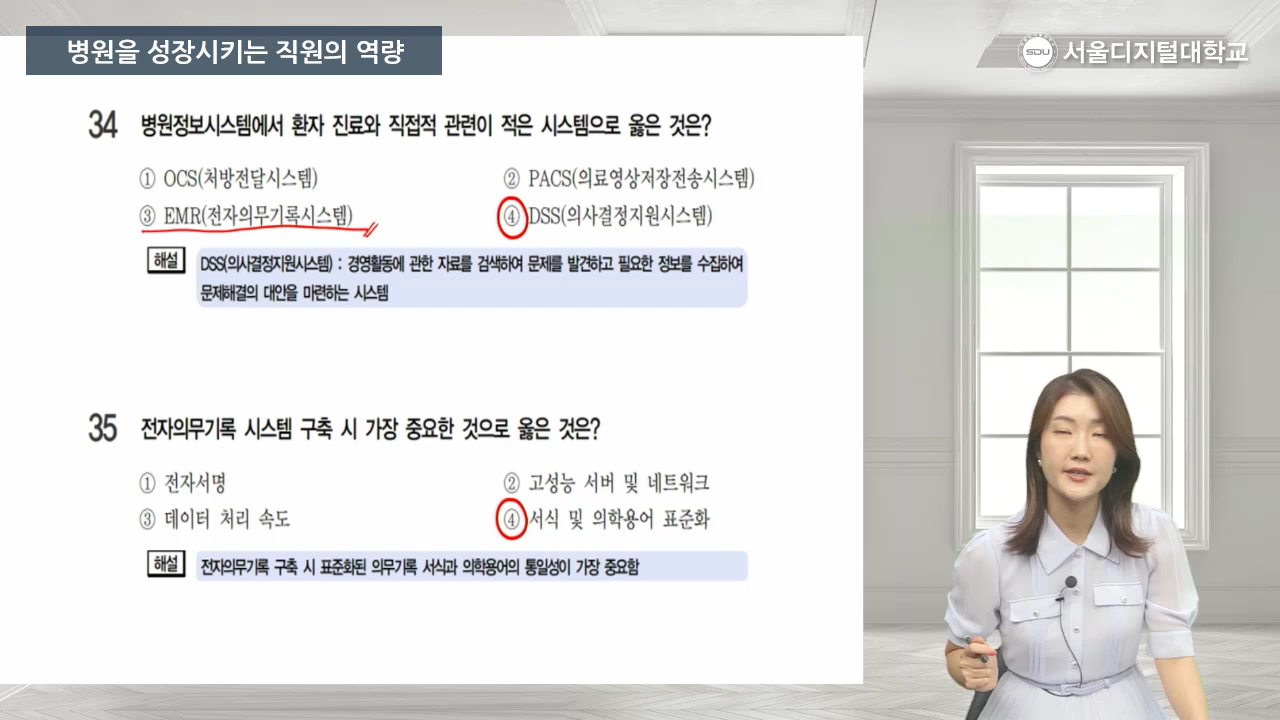 병원을 성장시키는 직원의 역량
SDU 서울디지털대학교
34 병원정보시스템에서 환자 진료와 직접적 관련이 적은 시스템으로 옳은 것은?
① OCS(처방전달시스템) ② PACS(의료영상저장전송시스템)
③ EMR(전자의무기록시스템) ④ DSS(의사결정지원시스템)
해설 DSS(의사결정지원시스템) : 경영활동에 관한 자료를 검색하여 문제를 발견하고 필요한 정보를 수집하여
문제해결의 대안을 마련하는 시스템
35 전자의무기록 시스템 구축 시 가장 중요한 것으로 옳은 것은?
① 전자서명 ② 고성능 서버 및 네트워크
③ 데이터 처리 속도 ④ 서식 및 의학용어 표준화
해설 전자의무기록 구축 시 표준화된 의무기록 서식과 의학용어의 통일성이 가장 중요함